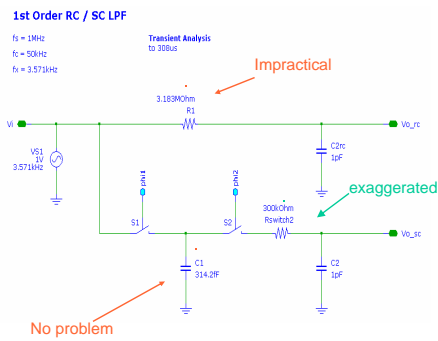 1st Order RC / SC LPF
fs = 1MHz
fc = 50kHz
fx = 3.571kHz
Transient Analysis
to 308us
Impractical
3.183MOhm
R1
Vi
Vo_rc
C2rc
1pF
VS1
1V
3.571kHz
phi1
phi2
exaggerated
300kOhm
Rswitch2
S1
S2
Vo_sc
C1
314.2fF
C2
1pF
No problem